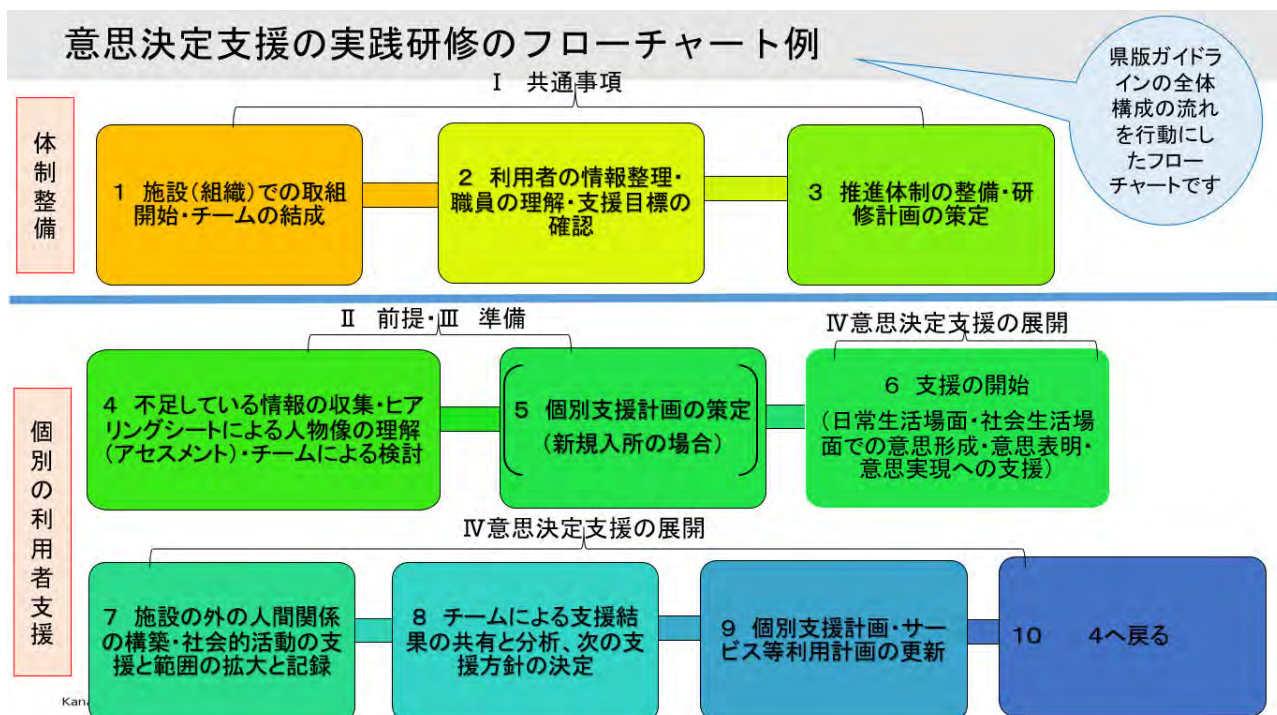 意思決定支援の実践研修のフローチャート例
県版ガイドラ
インの全体
構成の流れ
を行動にし
たフロー
チャートです
Ⅰ　共通事項
体制整備
1　施設(組織)での取組
開始・チームの結成
2　利用者の情報整理・
職員の理解・支援目標の
確認
3　推進体制の整備・研
修計画の策定
Ⅱ　前提・Ⅲ　準備
Ⅳ意思決定支援の展開
個別の利用者支援
4　不足している情報の収集・ヒア
リングシートによる人物像の理解
(アセスメント)・チームによる検討
5　個別支援計画の策定
(新規入所の場合)
6　支援の開始
(日常生活場面・社会生活場
面での意思形成・意思表明・
意思実現への支援)
Ⅳ意思決定支援の展開
7　施設の外の人間関係
の構築・社会的活動の支
援と範囲の拡大と記録
8　チームによる支援結
果の共有と分析、次の支
援方針の決定
9　個別支援計画・サー
ビス等利用計画の更新
10　　4へ戻る